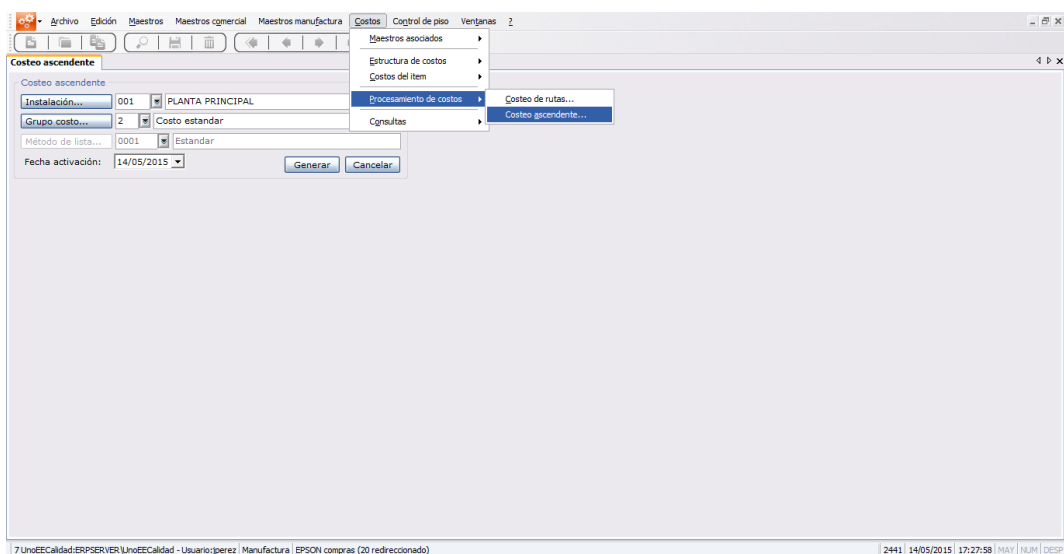 Archivo Edición Maestros Maestros comercial Maestros manufactura Costos Control de piso Ventanas ?
Maestros asociados
Estructura de costos
Costos del item
Procesamiento de costos
Consultas
Costeo de rutas...
Costeo ascendente...
Costeo ascendente
Costeo ascendente
Instalación... 001 PLANTA PRINCIPAL
Grupo costo... 2 Costo estandar
Método de lista... 0001 Estandar
Fecha activación: 14/05/2015
Generar Cancelar
7 UnoEECalidad:ERPSERVER\UnoEECalidad - Usuario:jperez Manufactura EPSON compras (20 redireccionado) 2441 14/05/2015 17:27:58 MAY NUM DESP